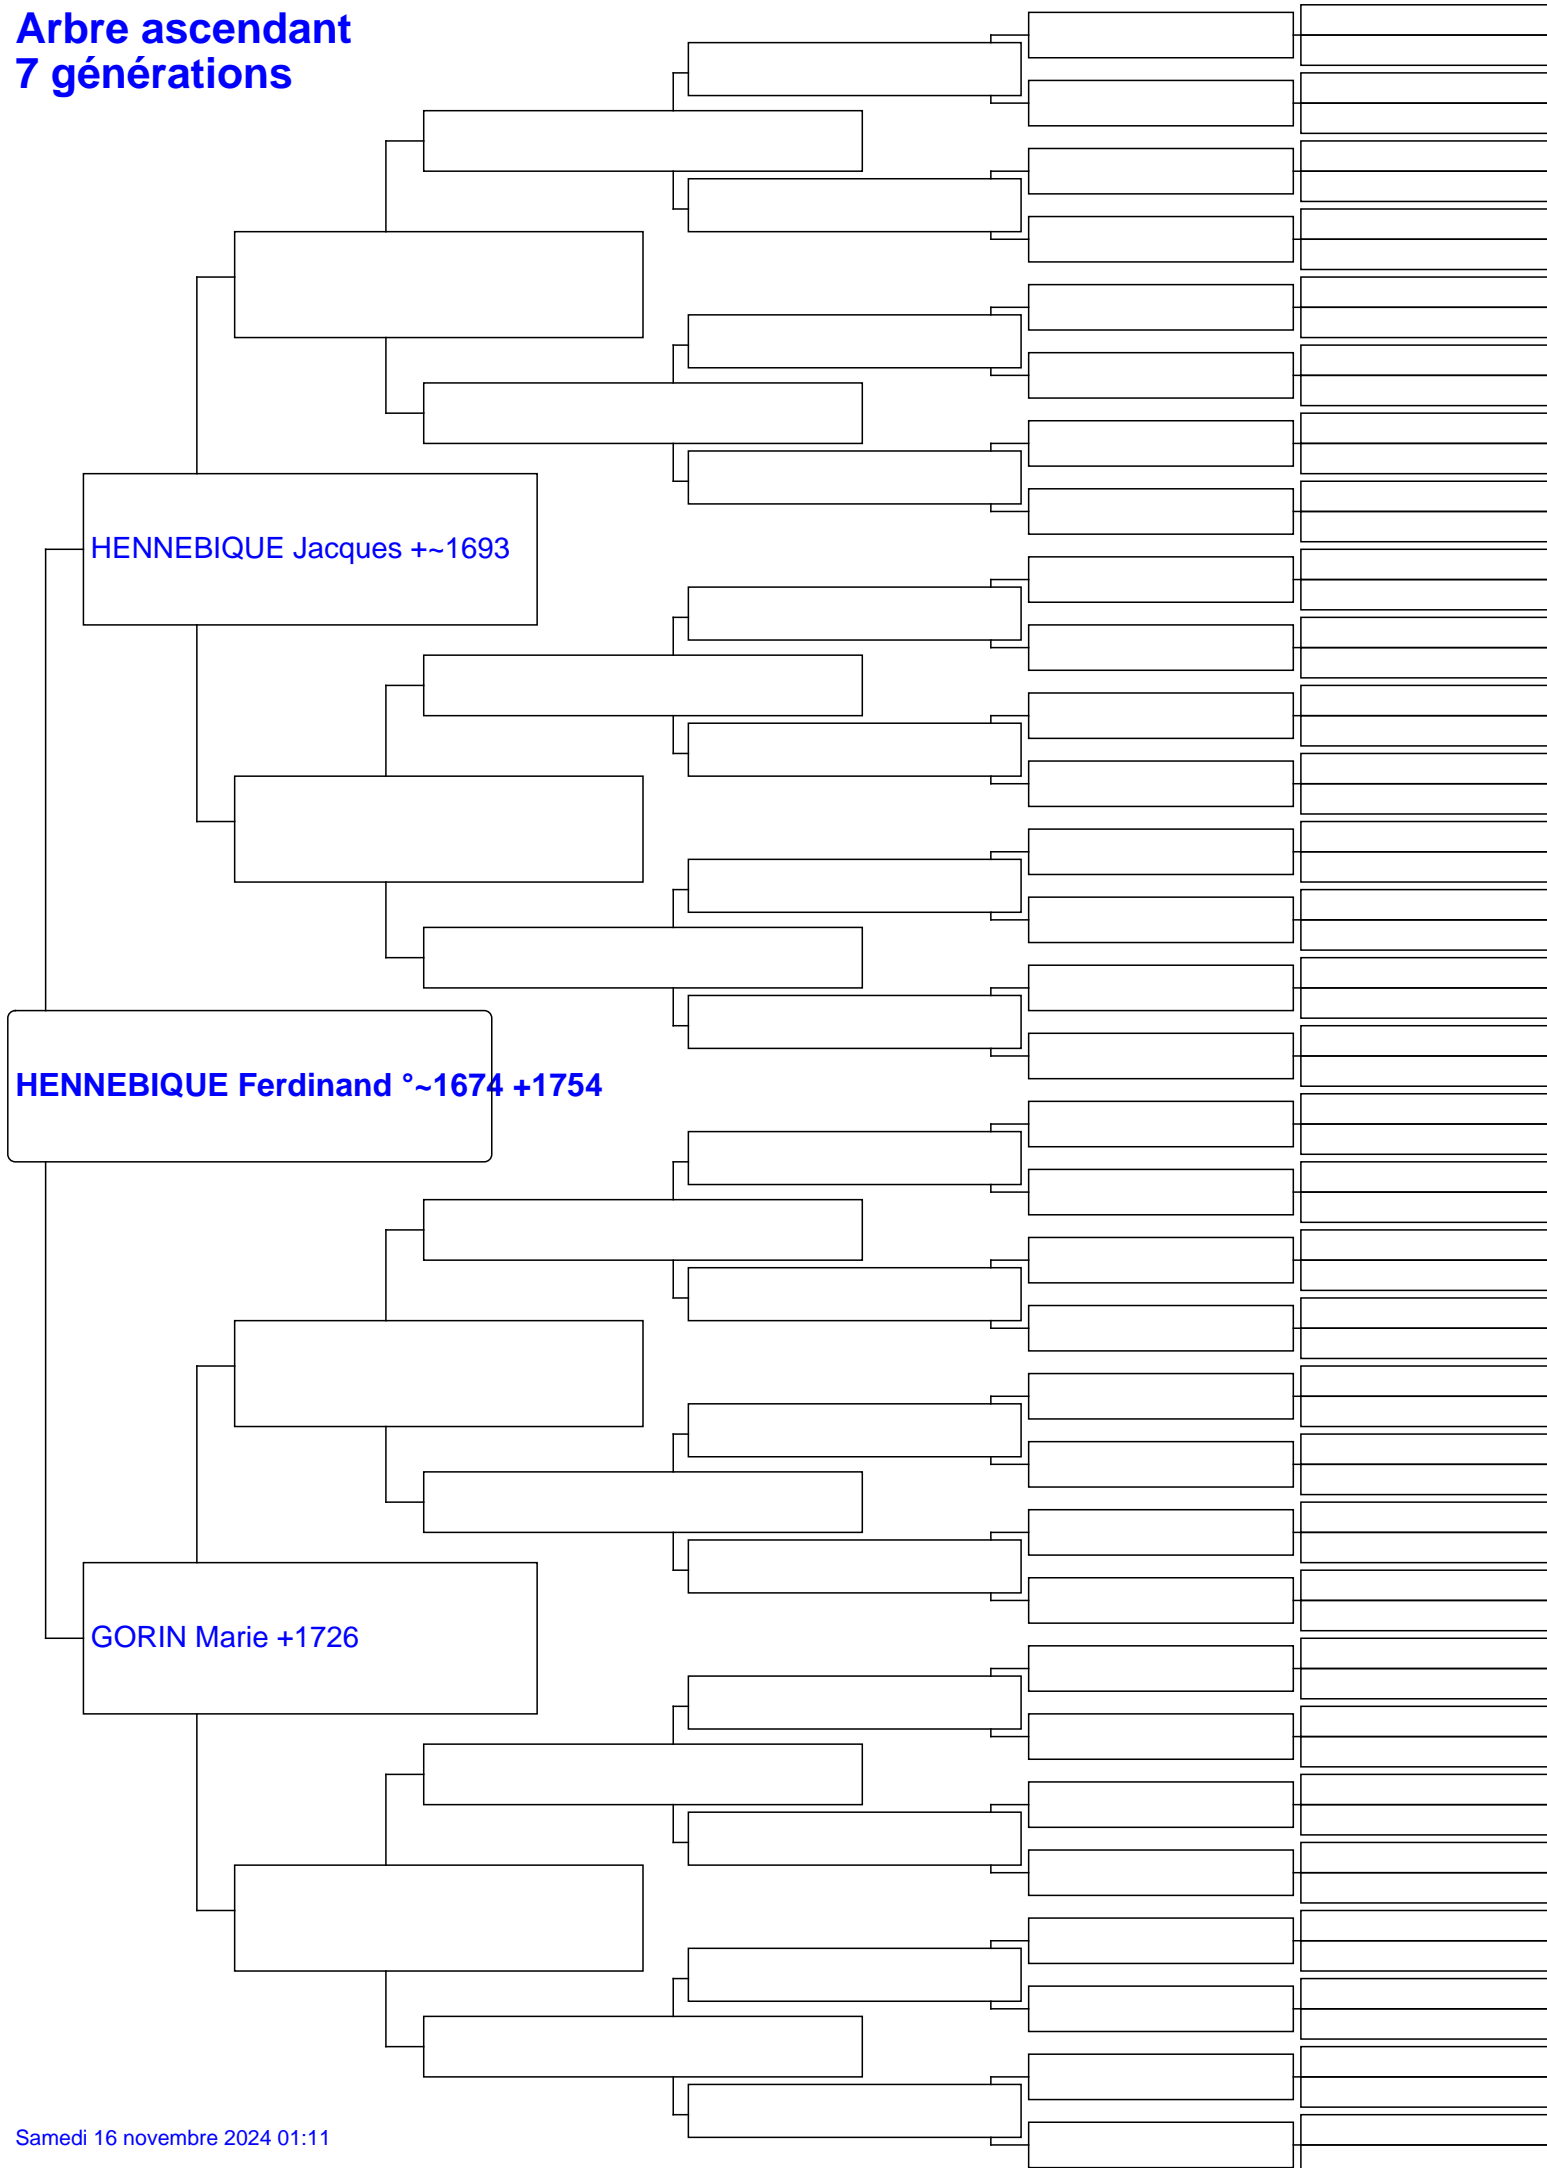 Arbre ascendant
7 générations
HENNEBIQUE Jacques +~1693
HENNEBIQUE Ferdinand °~1674 +1754
GORIN Marie +1726
Samedi 16 novembre 2024 01:11